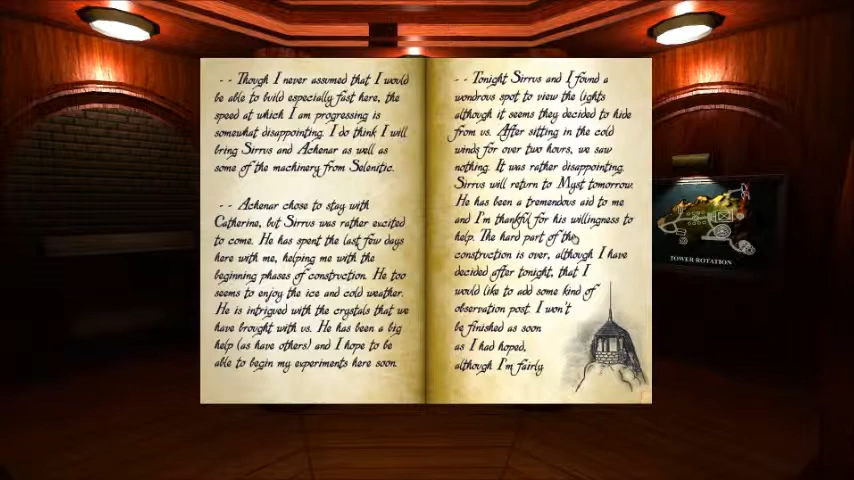 - - Though I never assumed that I would
be able to build especially fast here, the
speed at which I am progressing is
somewhat disappointing. I do think I will
bring Sirrus and Achenar as well as
some of the machinery from Selenitic.
- - Achenar chose to stay with
Catherine, but Sirrus was rather excited
to come. He has spent the last few days
here with me, helping me with the
beginning phases of construction. He too
seems to enjoy the ice and cold weather.
He is intrigued with the crystals that we
have brought with us. He has been a big
help (as have others) and I hope to be
able to begin my experiments here soon.
- - Tonight Sirrus and I found a
wondrous spot to view the lights
although it seems they decided to hide
from us. After sitting in the cold
winds for over two hours, we saw
nothing. It was rather disappointing.
Sirrus will return to Myst tomorrow.
He has been a tremendous aid to me
and I'm thankful for his willingness to
help. The hard part of the
construction is over, although I have
decided after tonight, that I
would like to add some kind of
observation post. I won't
be finished as soon
as I had hoped,
although I'm fairly
TOWER ROTATION